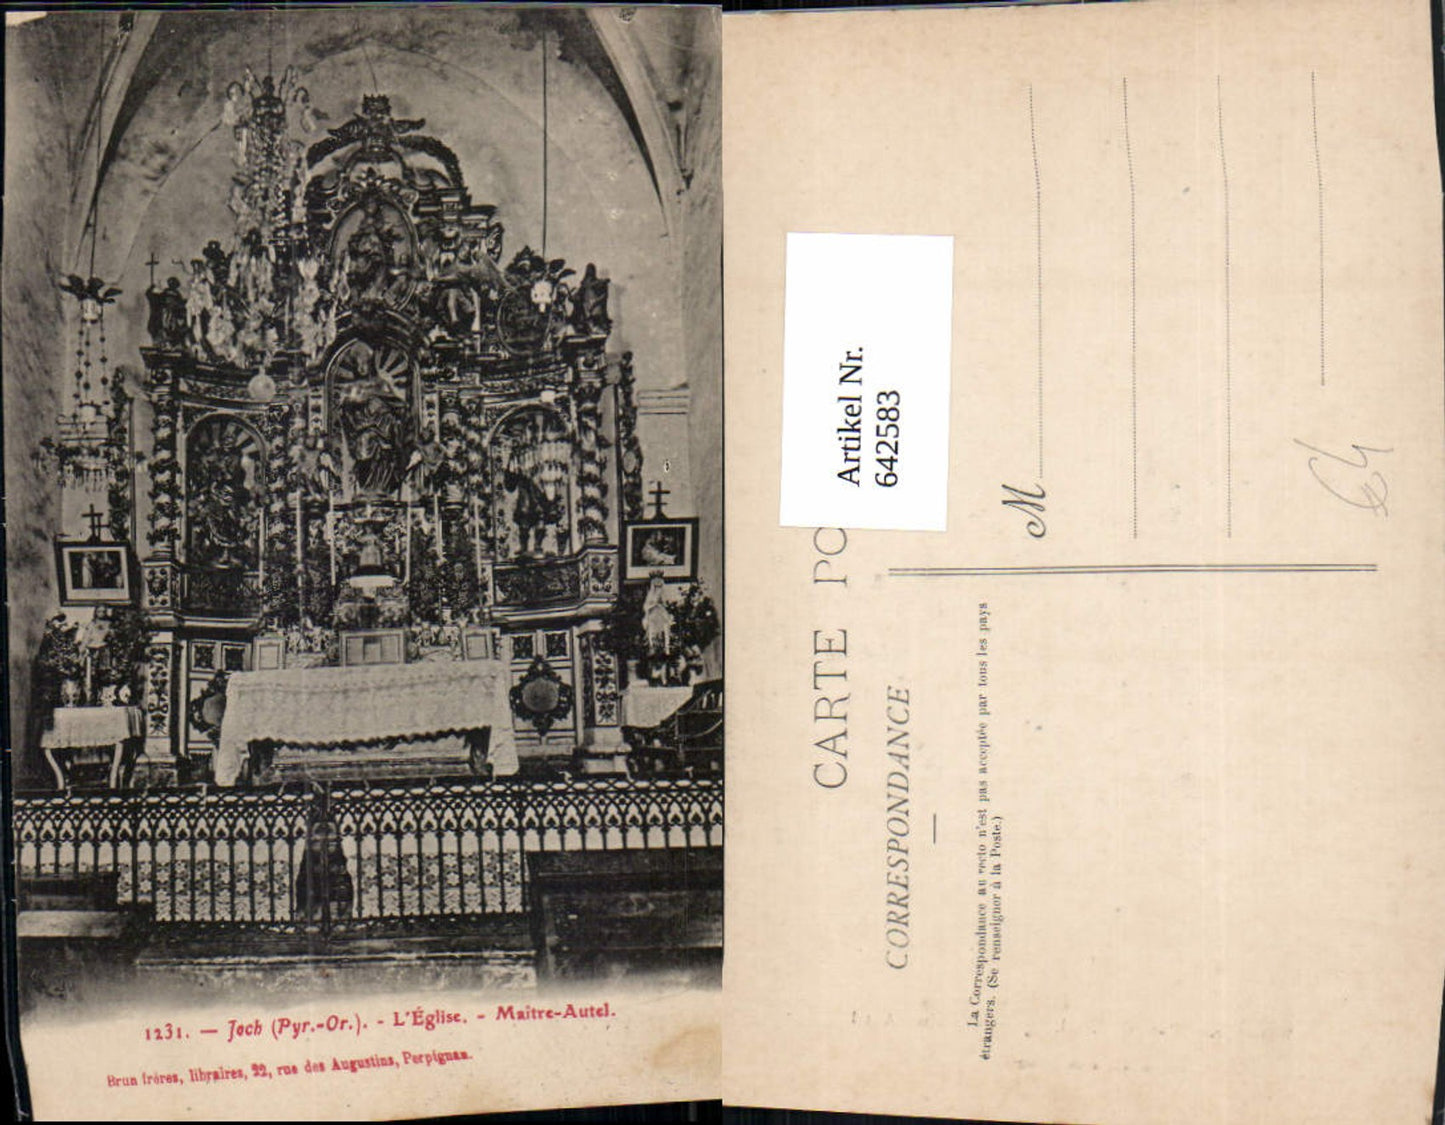 1231. — Joch (Pyr.-Or.). - L'Église. - Maître-Autel.
Brun frères, libraires, 22, rue des Augustins, Perpignan.
Artikel Nr.
642583
CARTE PO
CORRESPONDANCE
La Correspondance au recto n'est pas acceptée par tous les pays
étrangers. (Se renseigner à la Poste.)
M